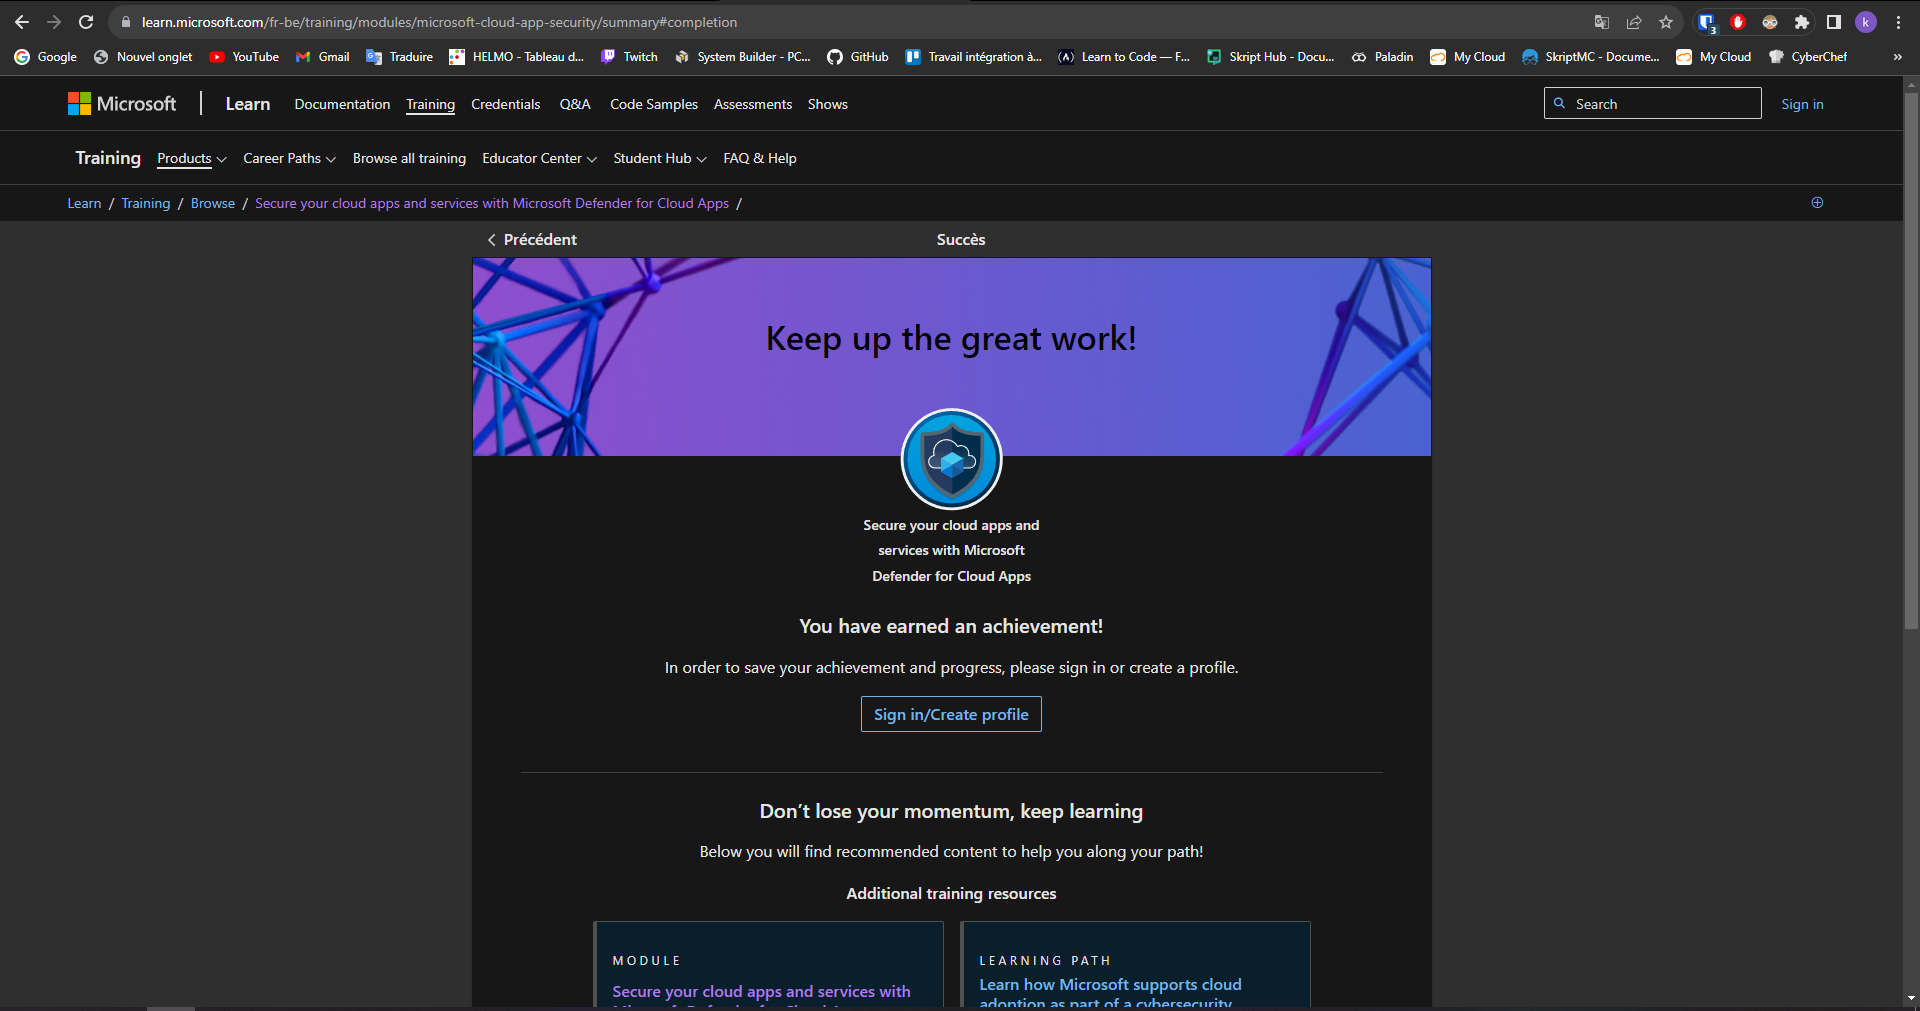 learn.microsoft.com/fr-be/training/modules/microsoft-cloud-app-security/summary#completion
3
k
Google Nouvel onglet YouTube Gmail Traduire HELMO - Tableau d... Twitch System Builder - PC... GitHub Travail intégration à... Learn to Code — F... Skript Hub - Docu... Paladin My Cloud SkriptMC - Docume... My Cloud CyberChef »
Microsoft Learn Documentation Training Credentials Q&A Code Samples Assessments Shows Search Sign in
Training Products Career Paths Browse all training Educator Center Student Hub FAQ & Help
Learn / Training / Browse / Secure your cloud apps and services with Microsoft Defender for Cloud Apps /
Précédent Succès
Keep up the great work!
Secure your cloud apps and
services with Microsoft
Defender for Cloud Apps
You have earned an achievement!
In order to save your achievement and progress, please sign in or create a profile.
Sign in/Create profile
Don’t lose your momentum, keep learning
Below you will find recommended content to help you along your path!
Additional training resources
MODULE
Secure your cloud apps and services with
LEARNING PATH
Learn how Microsoft supports cloud
adoption as part of a cybersecurity